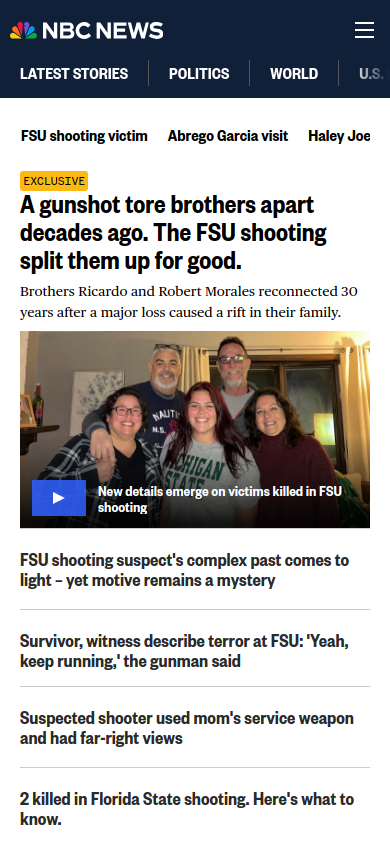 NBC NEWS
LATEST STORIES POLITICS WORLD U.S.
FSU shooting victim Abrego Garcia visit Haley Joe
EXCLUSIVE
A gunshot tore brothers apart
decades ago. The FSU shooting
split them up for good.
Brothers Ricardo and Robert Morales reconnected 30
years after a major loss caused a rift in their family.
NAUTI
N.S.
MICHIGAN
STATE
New details emerge on victims killed in FSU
shooting
FSU shooting suspect's complex past comes to
light – yet motive remains a mystery
Survivor, witness describe terror at FSU: 'Yeah,
keep running,' the gunman said
Suspected shooter used mom's service weapon
and had far-right views
2 killed in Florida State shooting. Here's what to
know.